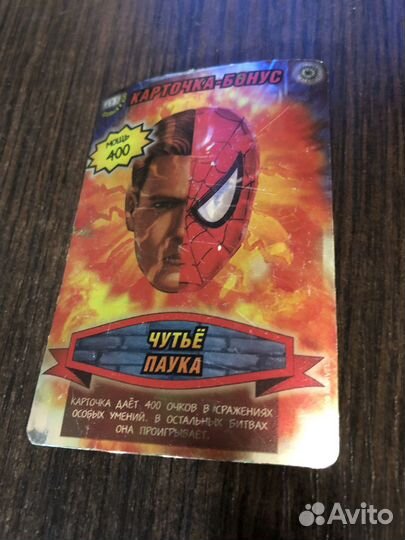 КАРТОЧКА-БОНУС
МОЩЬ
400
ЧУТЬЁ
ПАУКА
КАРТОЧКА ДАЁТ 400 ОЧКОВ В СРАЖЕНИЯХ
ОСОБЫХ УМЕНИЙ. В ОСТАЛЬНЫХ БИТВАХ
ОНА ПРОИГРЫВАЕТ.
Avito